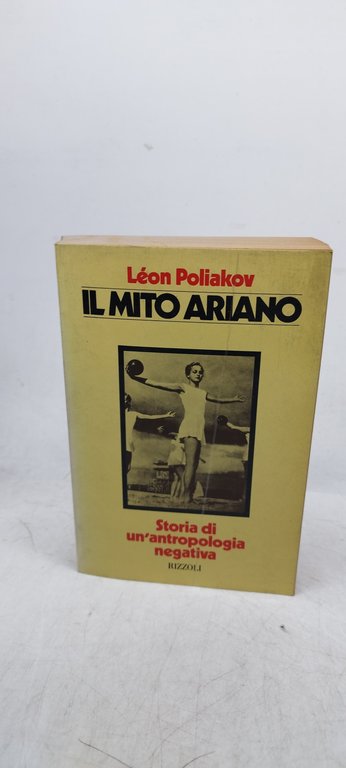 Léon Poliakov
IL MITO ARIANO
Storia di
un'antropologia
negativa
RIZZOLI